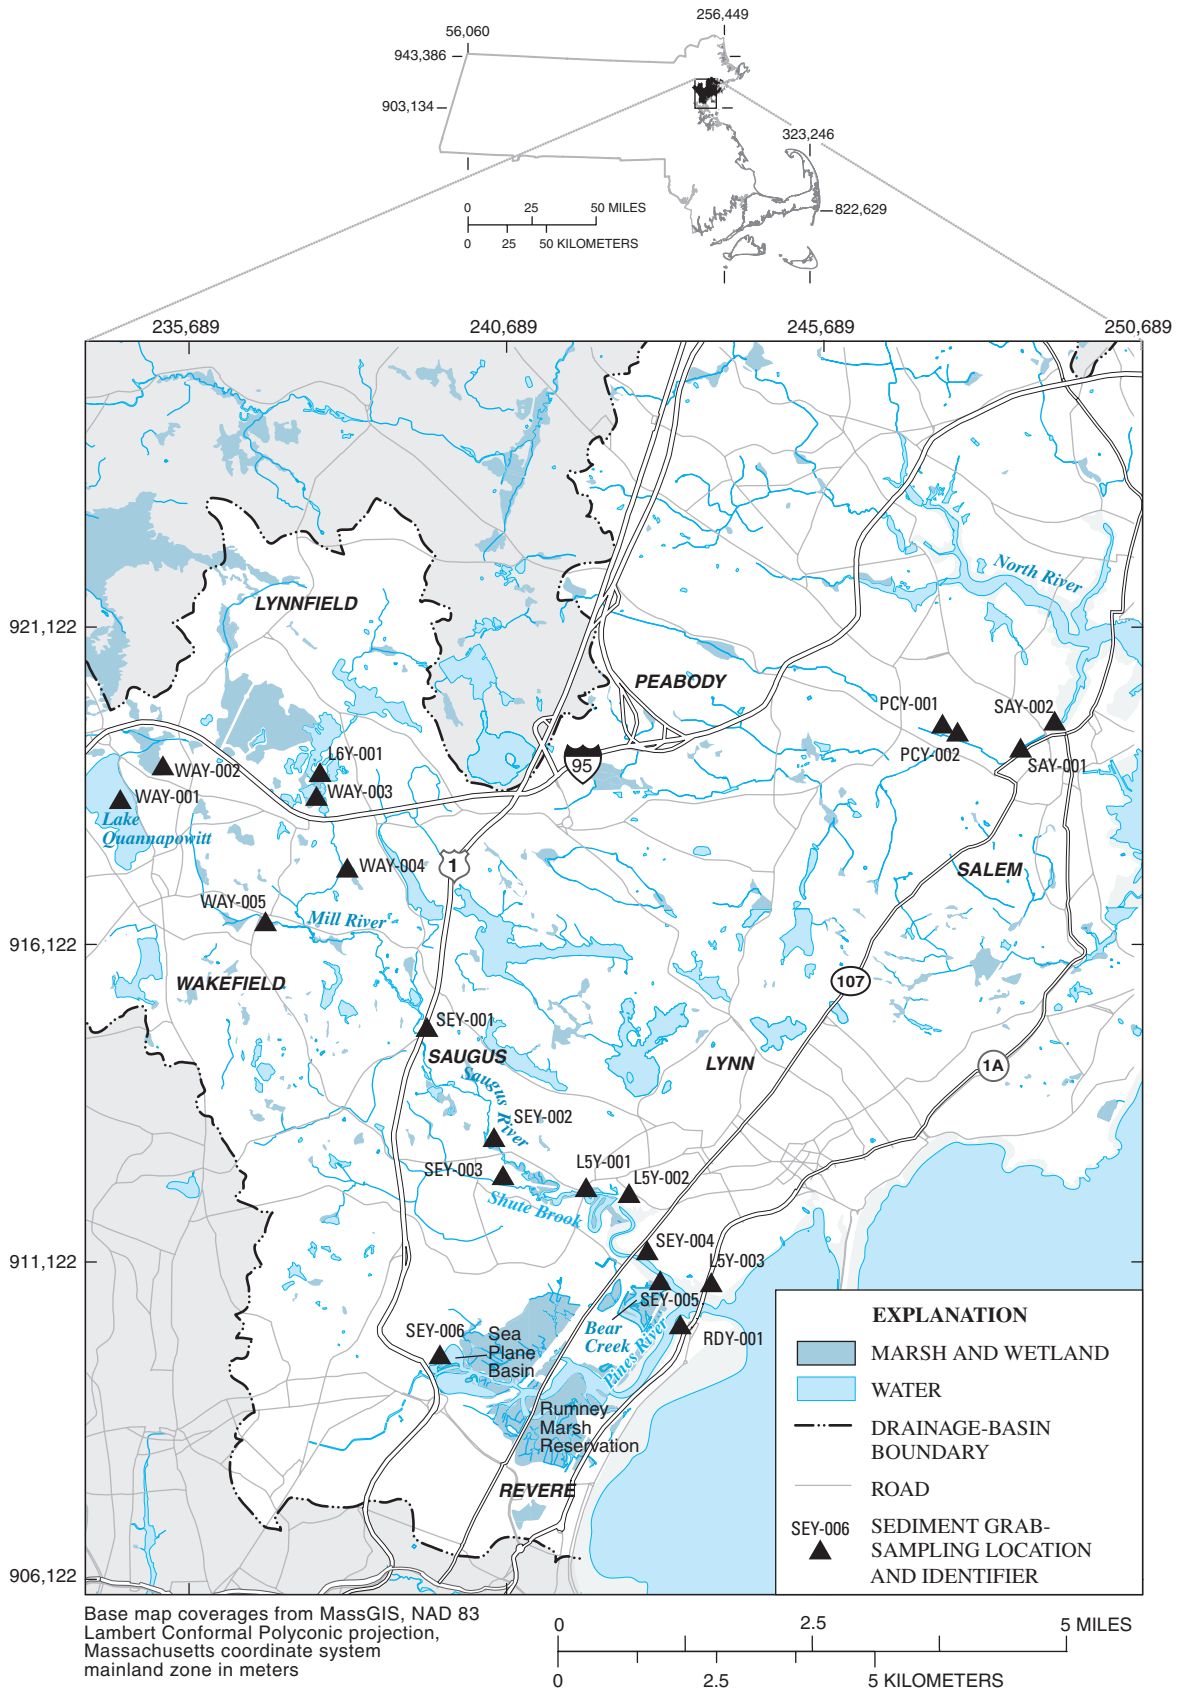 256,449
56,060
943,386
903,134
323,246
822,629
0 25 50 MILES
0 25 50 KILOMETERS
235,689 240,689 245,689 250,689
921,122
916,122
911,122
906,122
North River
LYNNFIELD
PEABODY
PCY-001
SAY-002
PCY-002
SAY-001
L6Y-001
WAY-002
WAY-003
WAY-001
95
Lake
Quannapowitt
WAY-004
1
SALEM
WAY-005
Mill River
WAKEFIELD
107
SEY-001
SAUGUS
LYNN
1A
Saugus River
SEY-002
SEY-003
L5Y-001
L5Y-002
Shute Brook
SEY-004
L5Y-003
SEY-005
Bear
Creek
Pines River
RDY-001
SEY-006
Sea
Plane
Basin
Rumney
Marsh
Reservation
REVERE
EXPLANATION
MARSH AND WETLAND
WATER
DRAINAGE-BASIN
BOUNDARY
ROAD
SEY-006 SEDIMENT GRAB-
SAMPLING LOCATION
AND IDENTIFIER
Base map coverages from MassGIS, NAD 83
Lambert Conformal Polyconic projection,
Massachusetts coordinate system
mainland zone in meters
0 2.5 5 MILES
0 2.5 5 KILOMETERS